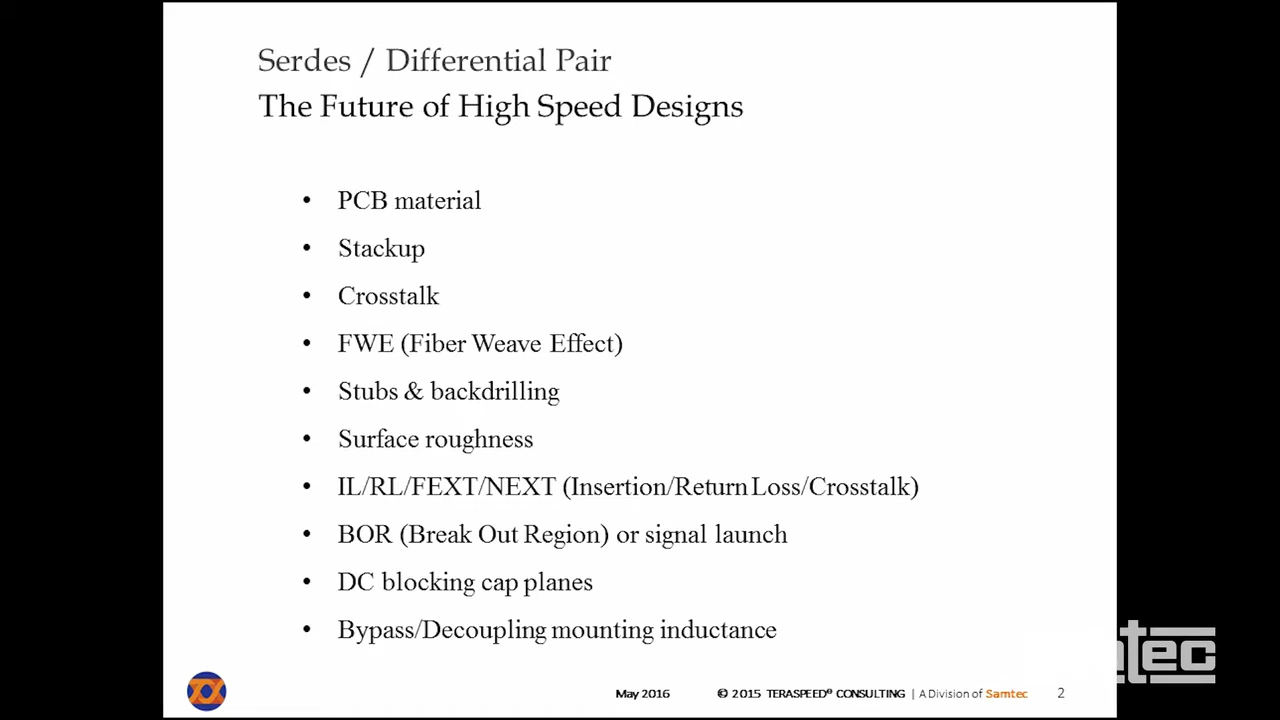 Serdes / Differential Pair
The Future of High Speed Designs
• PCB material
• Stackup
• Crosstalk
• FWE (Fiber Weave Effect)
• Stubs & backdrilling
• Surface roughness
• IL/RL/FEXT/NEXT (Insertion/Return Loss/Crosstalk)
• BOR (Break Out Region) or signal launch
• DC blocking cap planes
• Bypass/Decoupling mounting inductance
May 2016 © 2015 TERASPEED® CONSULTING | A Division of Samtec 2